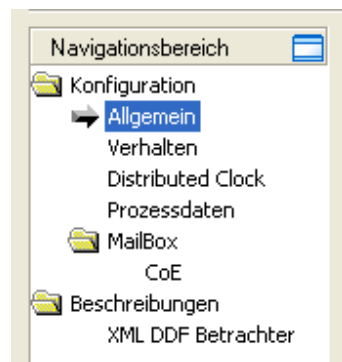 Navigationsbereich
Konfiguration
Allgemein
Verhalten
Distributed Clock
Prozessdaten
MailBox
CoE
Beschreibungen
XML DDF Betrachter